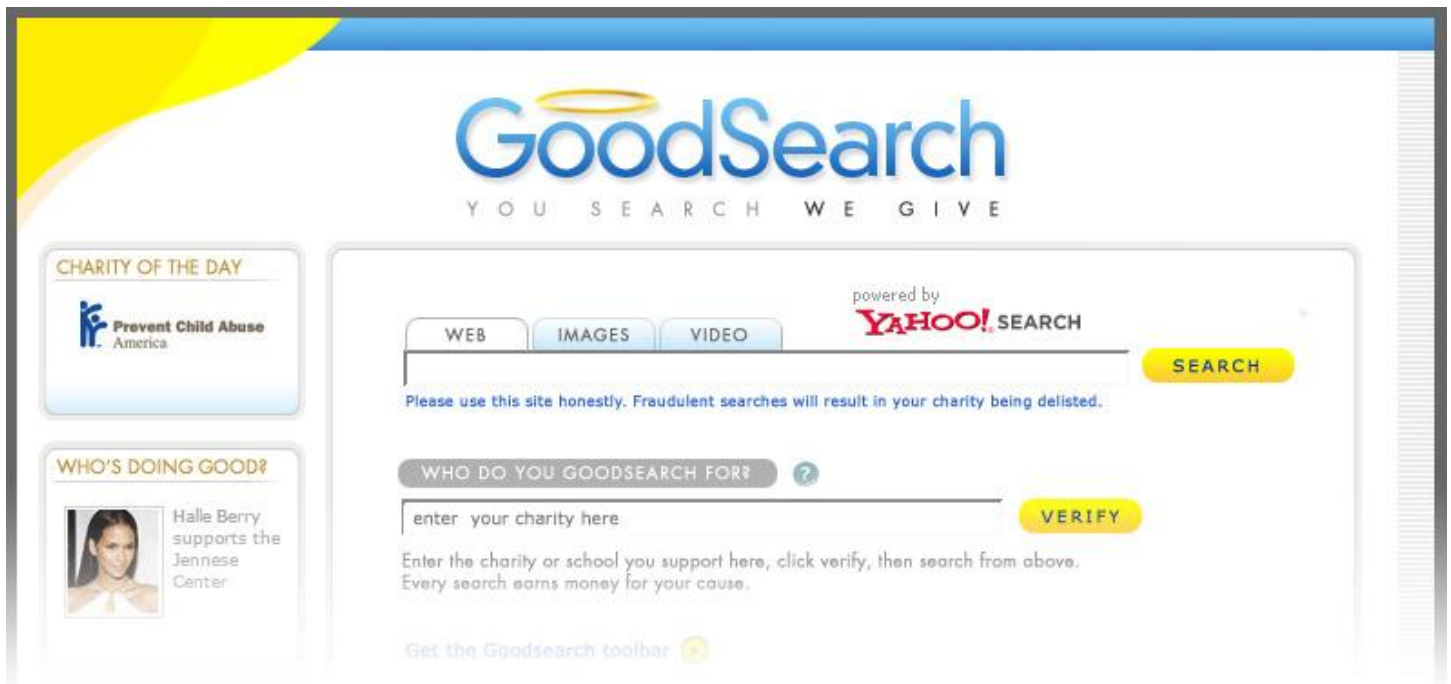 GoodSearch
YOU SEARCH WE GIVE
CHARITY OF THE DAY
Prevent Child Abuse
America
WHO'S DOING GOOD?
Halle Berry
supports the
Jennese
Center
powered by
YAHOO! SEARCH
WEB IMAGES VIDEO
SEARCH
Please use this site honestly. Fraudulent searches will result in your charity being delisted.
WHO DO YOU GOODSEARCH FOR? ?
enter your charity here
VERIFY
Enter the charity or school you support here, click verify, then search from above.
Every search earns money for your cause.
Get the Goodsearch toolbar